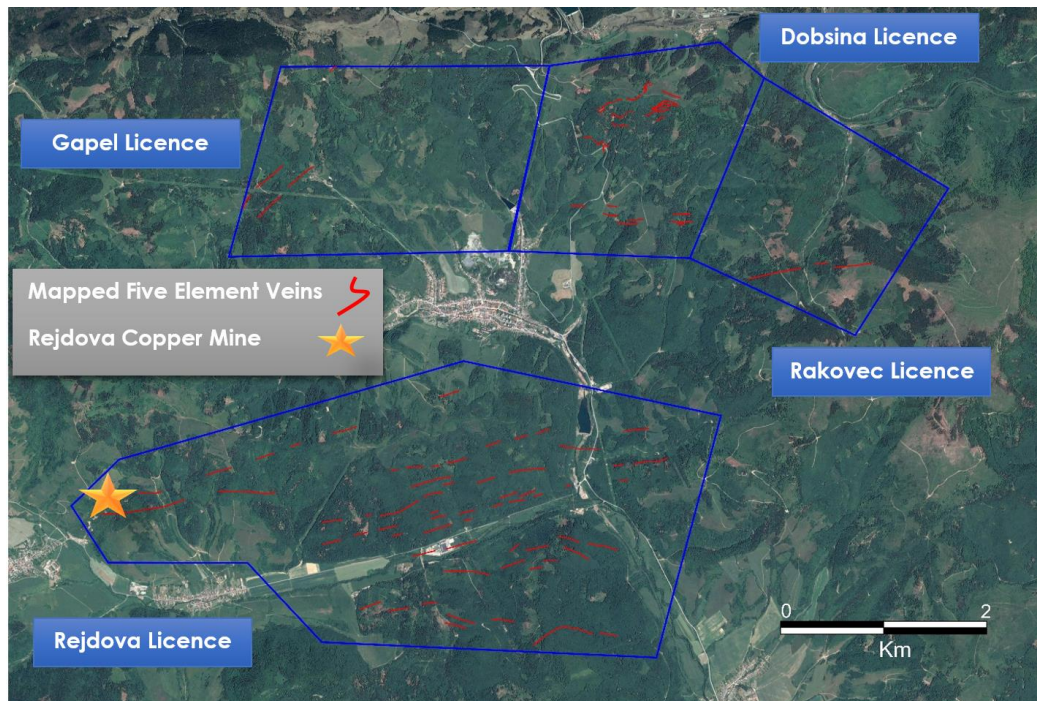 Dobsina Licence
Gapel Licence
Mapped Five Element Veins
Rejdova Copper Mine
Rakovec Licence
Rejdova Licence
0 2
Km